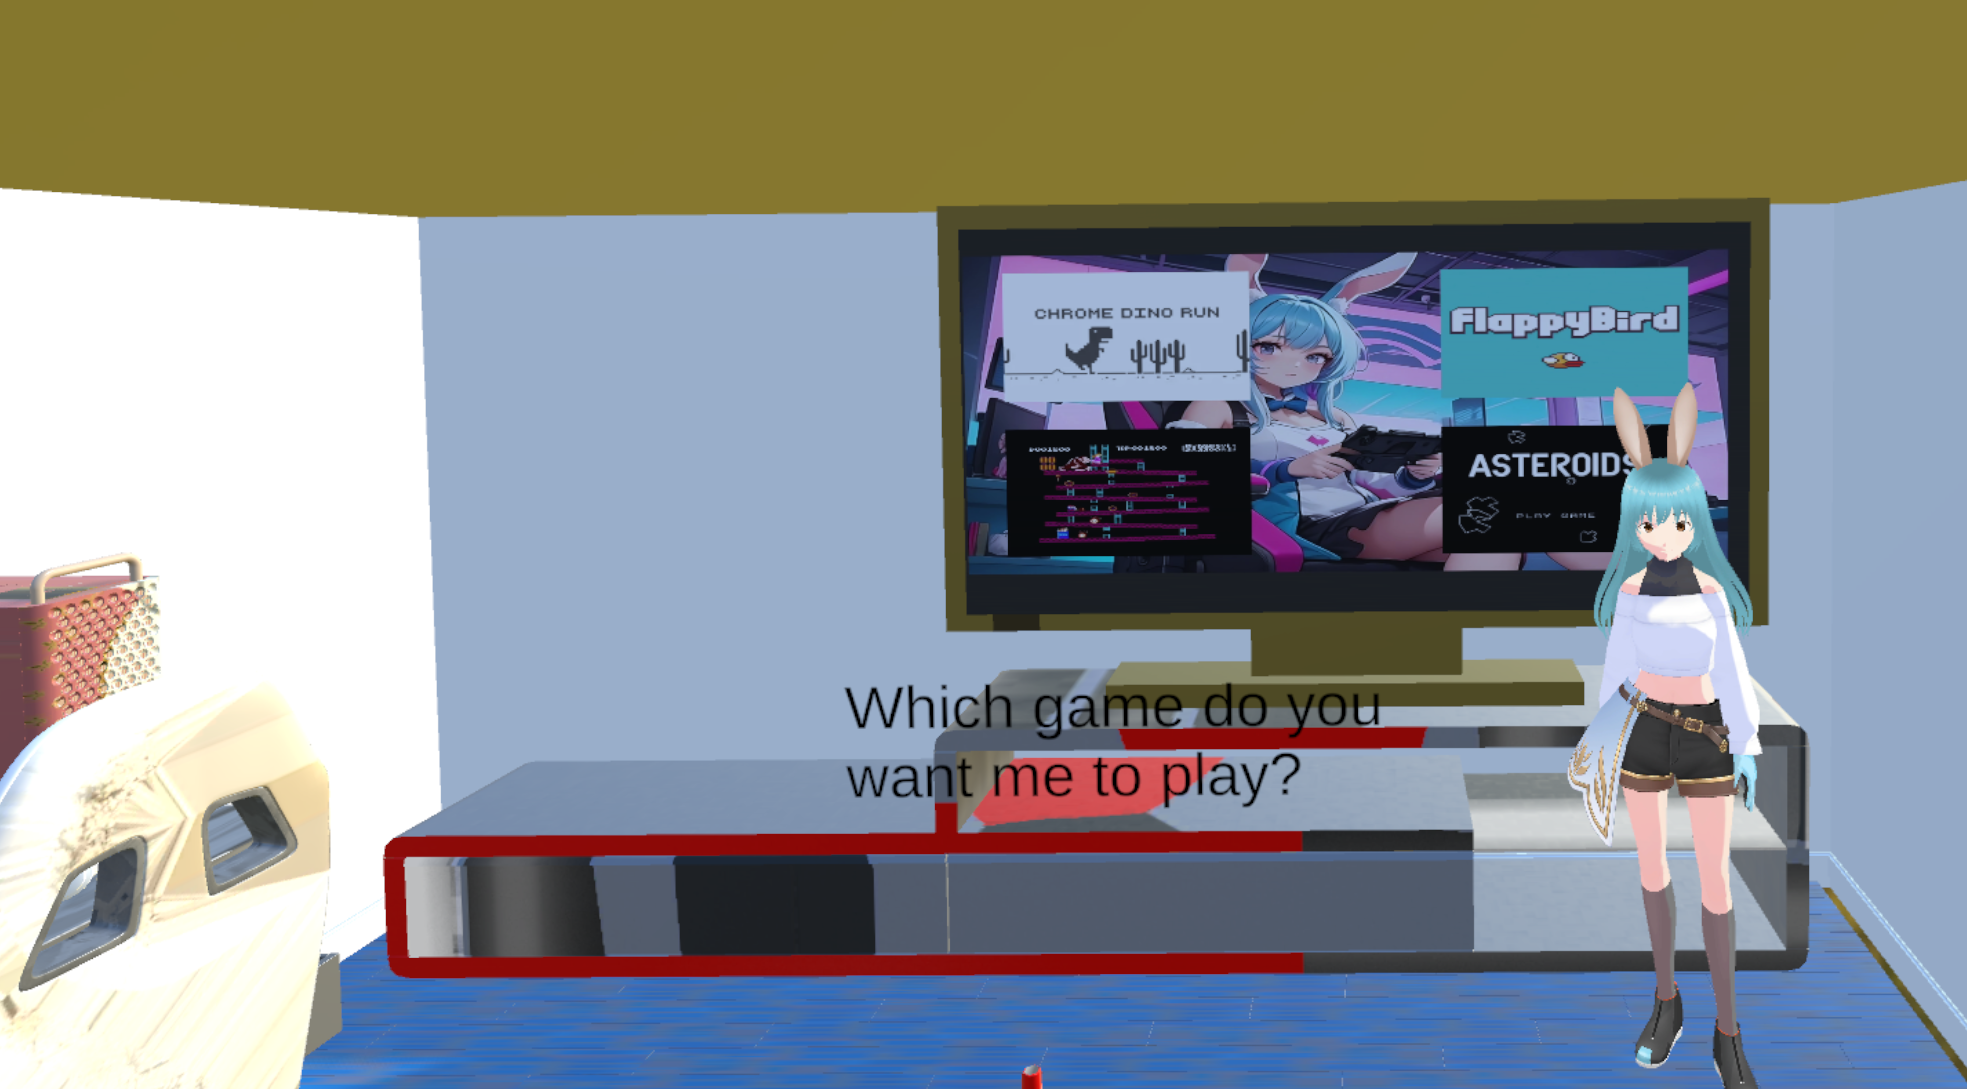 CHROME DINO RUN
FlappyBird
ASTEROIDS
PLAY GAME
Which game do you
want me to play?